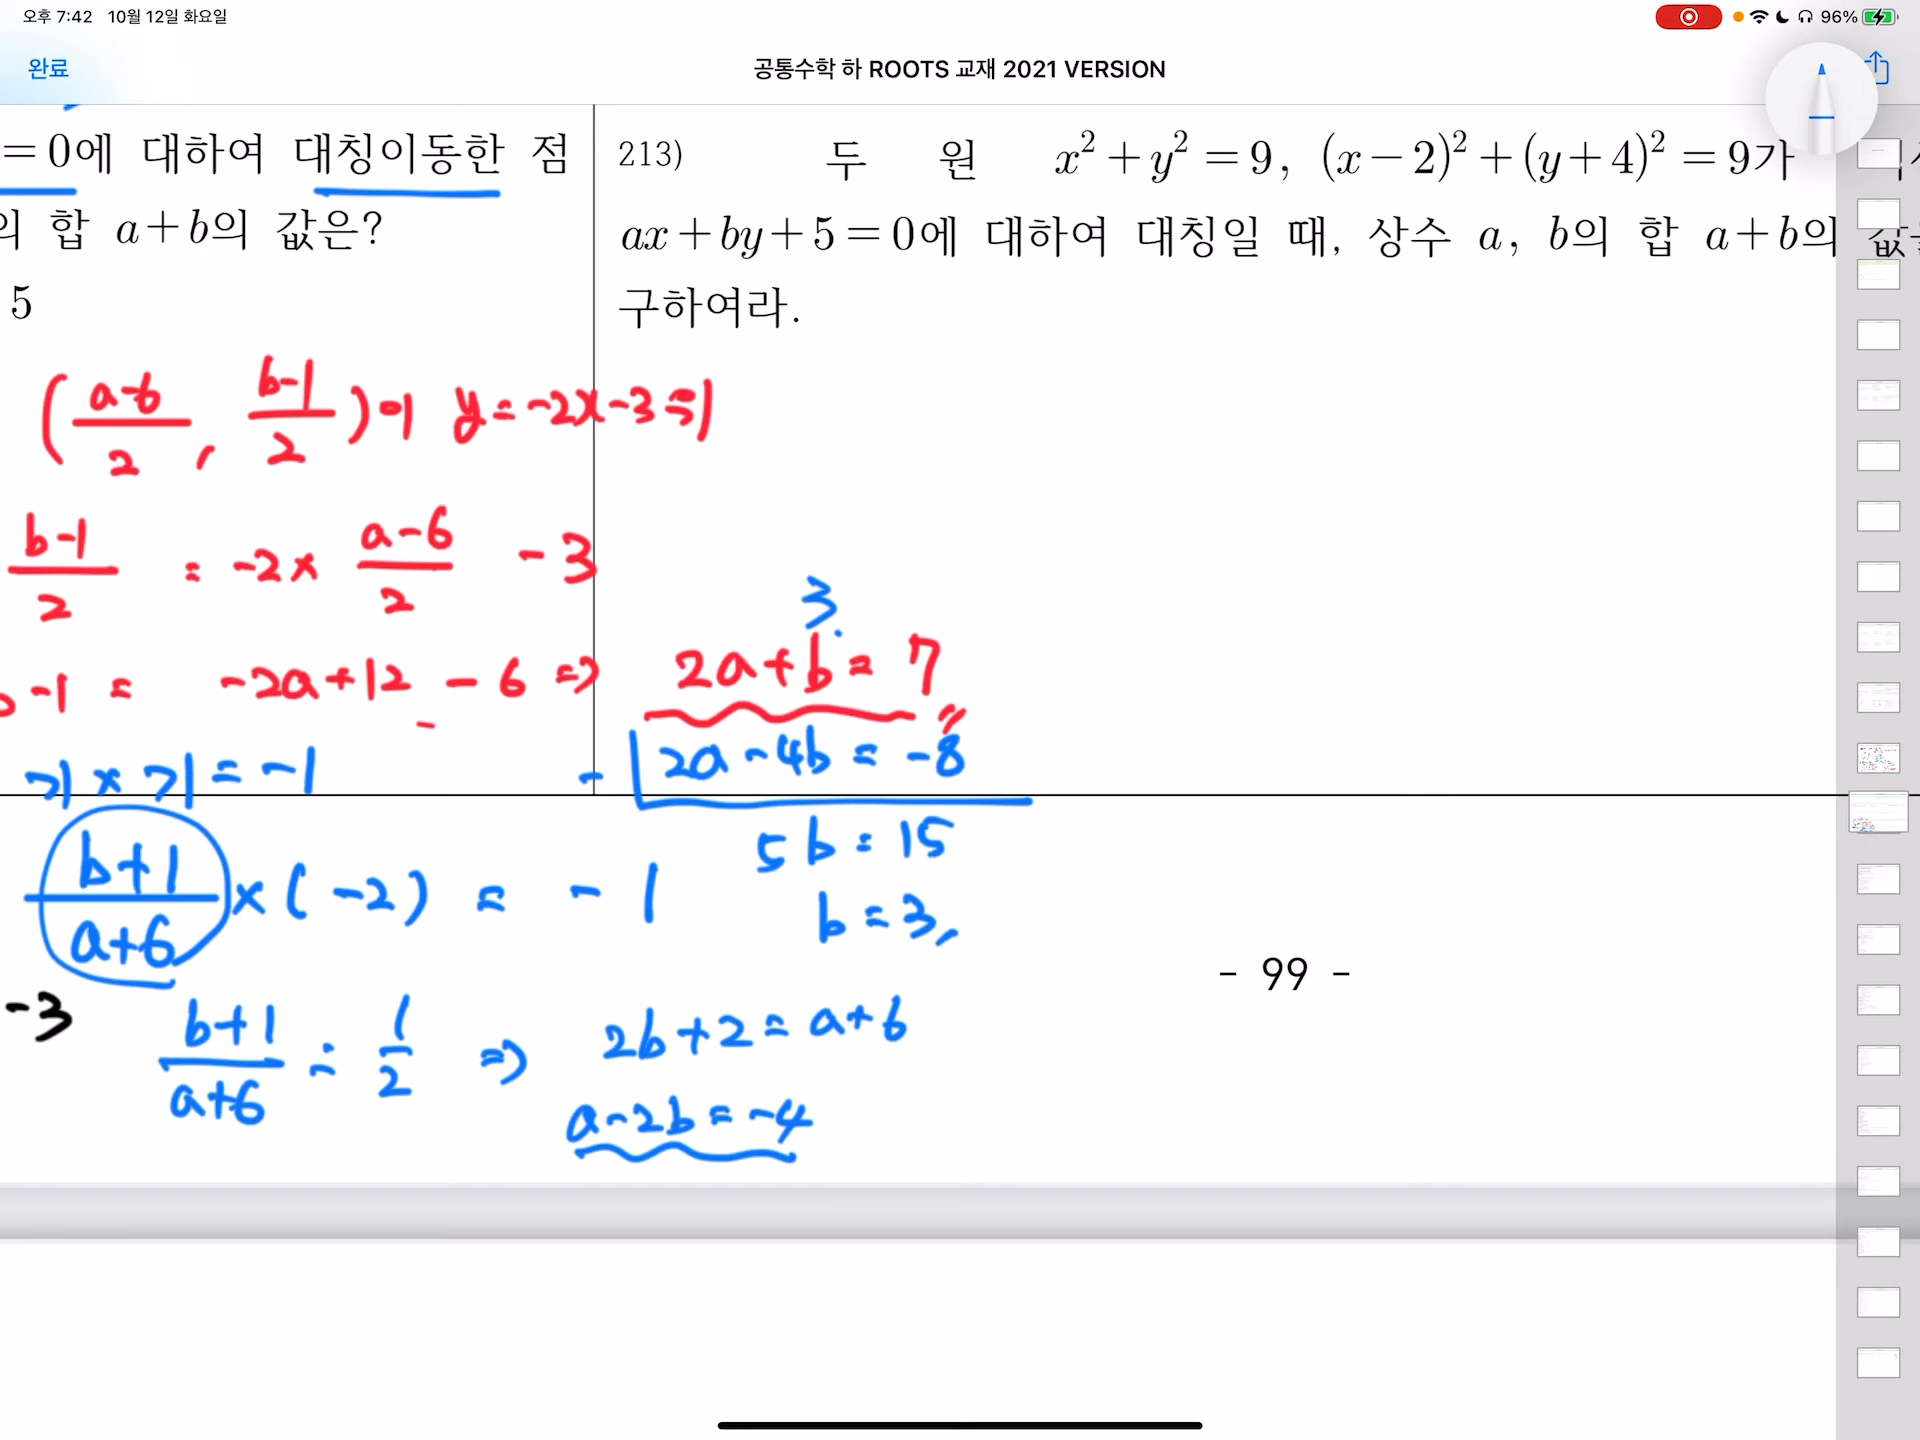 오후 7:42 10월 12일 화요일
96%
완료
공통수학 하 ROOTS 교재 2021 VERSION
= 0에 대하여 대칭이동한 점
의 합 a+b의 값은?
5
(a-6/2, b-1/2) ⇒ y = -2x-3 ⇒
b-1/2 = -2× a-6/2 - 3
b-1 = -2a+12 - 6 ⇒ 2a+b = 7
3
기×기 = -1
- 2a-4b = -8
5b = 15
b = 3,
b+1/a+6 ×(-2) = -1
-3
b+1/a+6 = 1/2 ⇒ 2b+2 = a+6
a-2b = -4
213) 두 원 x²+y²=9, (x-2)²+(y+4)²=9가
ax+by+5=0에 대하여 대칭일 때, 상수 a, b의 합 a+b의
구하여라.
- 99 -